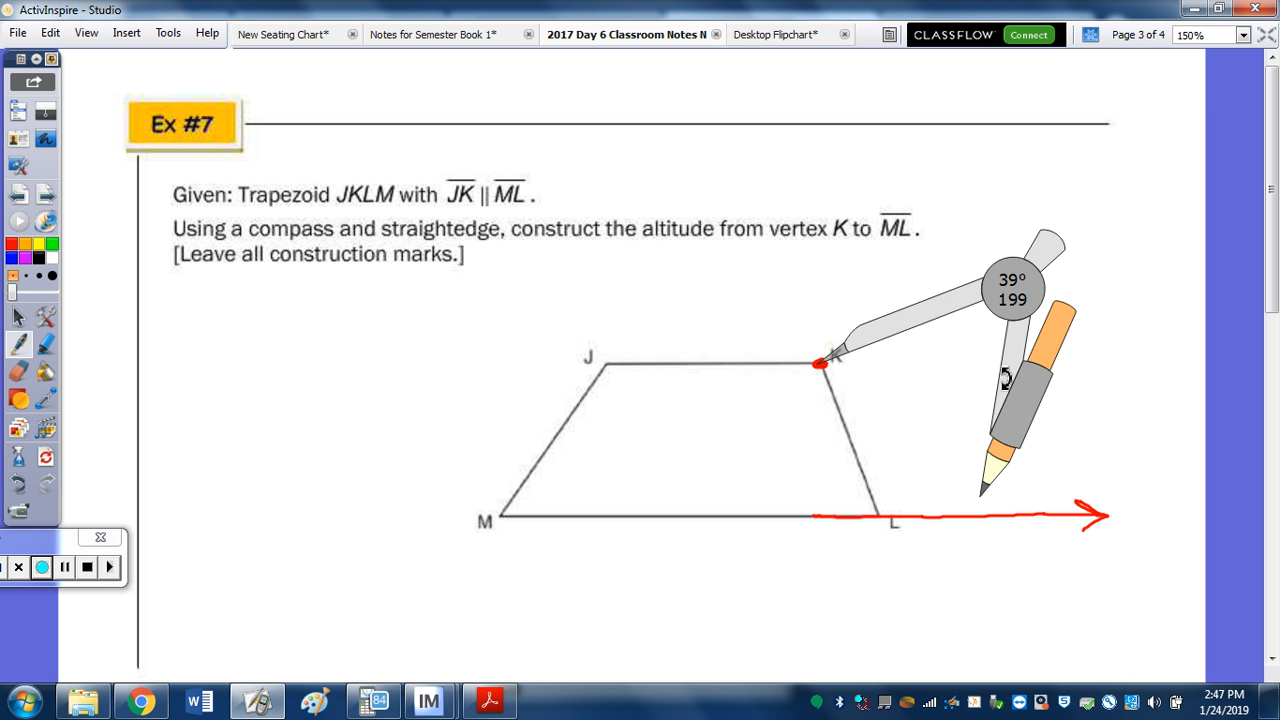 ActivInspire - Studio
File Edit View Insert Tools Help
New Seating Chart* Notes for Semester Book 1* 2017 Day 6 Classroom Notes N Desktop Flipchart*
CLASSFLOW Connect
Page 3 of 4 150%
Ex #7
Given: Trapezoid JKLM with JK || ML.
Using a compass and straightedge, construct the altitude from vertex K to ML.
[Leave all construction marks.]
39º
199
J K
M L
W 84 IM
2:47 PM
1/24/2019